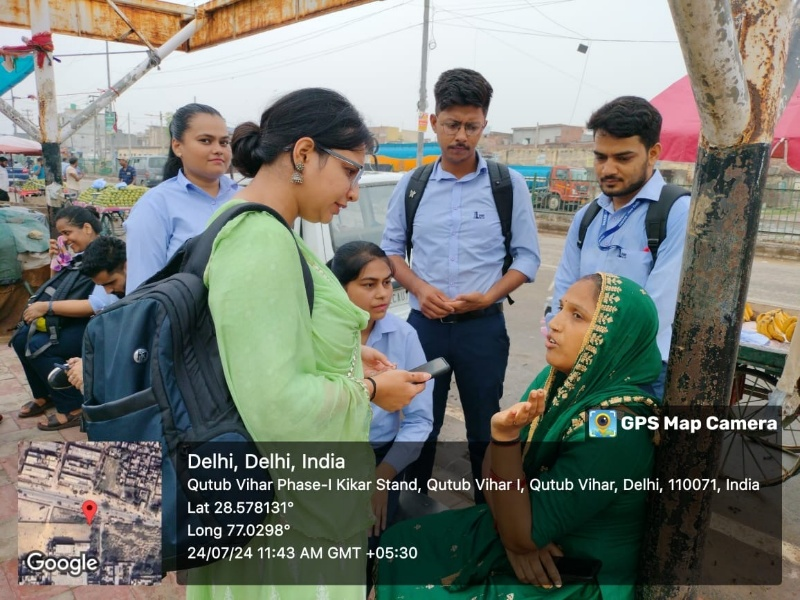 GPS Map Camera
Delhi, Delhi, India
Qutub Vihar Phase-I Kikar Stand, Qutub Vihar I, Qutub Vihar, Delhi, 110071, India
Lat 28.578131°
Long 77.0298°
24/07/24 11:43 AM GMT +05:30
Google